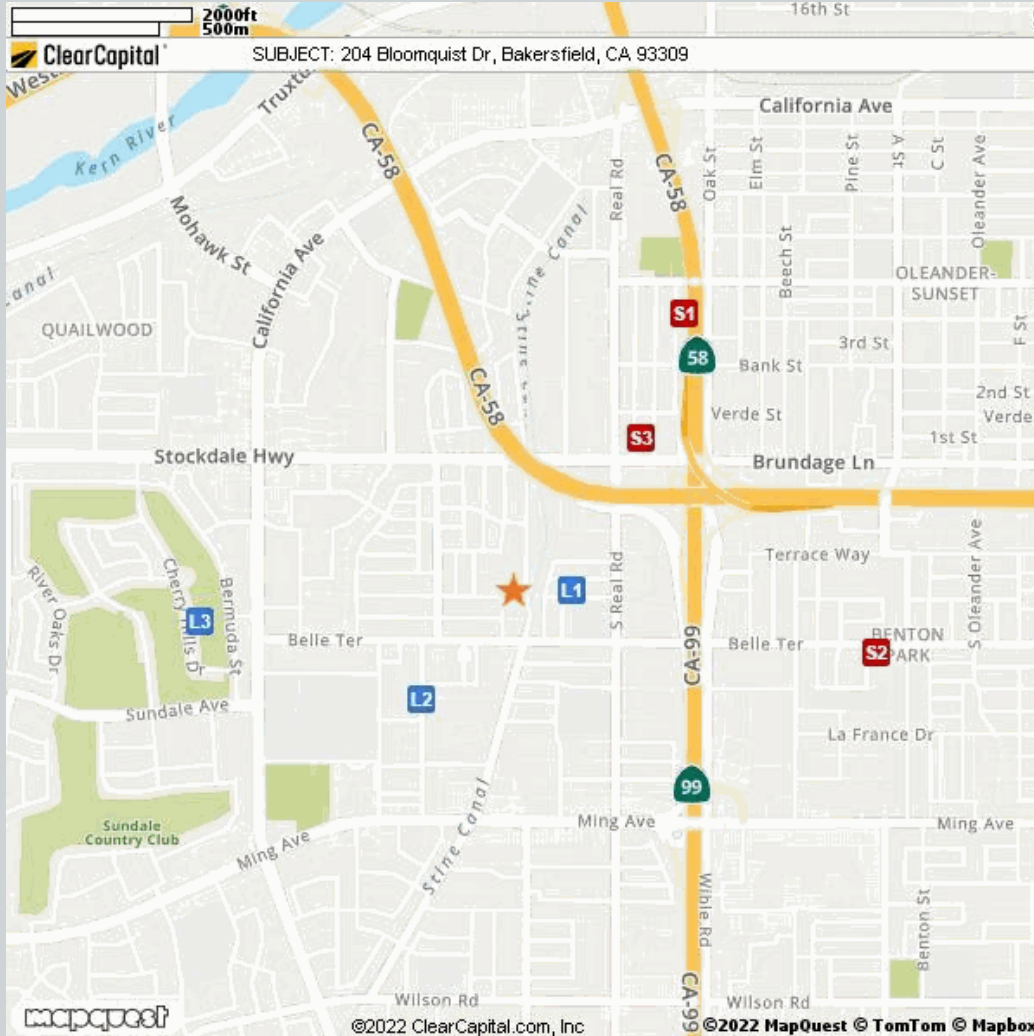 2000ft
500m
16th St
ClearCapital
SUBJECT: 204 Bloomquist Dr, Bakersfield, CA 93309
Truxtu
California Ave
CA-58
Kern River
CA-58
Real Rd
Oak St
Elm St
Pine St
A St
C St
Oleander Ave
Mohawk St
California Ave
Canal
Beech St
OLEANDER-
SUNSET
Canal
QUAILWOOD
S1
F St
3rd St
58
Bank St
CA-58
2nd St
Verde St
Verde
S3
1st St
Stockdale Hwy
Brundage Ln
Terrace Way
River Oaks Dr
Cherry Hills Dr
Bermuda St
L1
S Real Rd
S Oleander Ave
L3
Belle Ter
CA-99
Belle Ter
BENTON
PARK
S2
L2
Sundale Ave
La France Dr
99
Stine Canal
Ming Ave
Ming Ave
Sundale
Country Club
Ming Ave
Wible Rd
Benton St
CA-99
Wilson Rd
Wilson Rd
mapquest
©2022 ClearCapital.com, Inc
©2022 MapQuest © TomTom © Mapbo